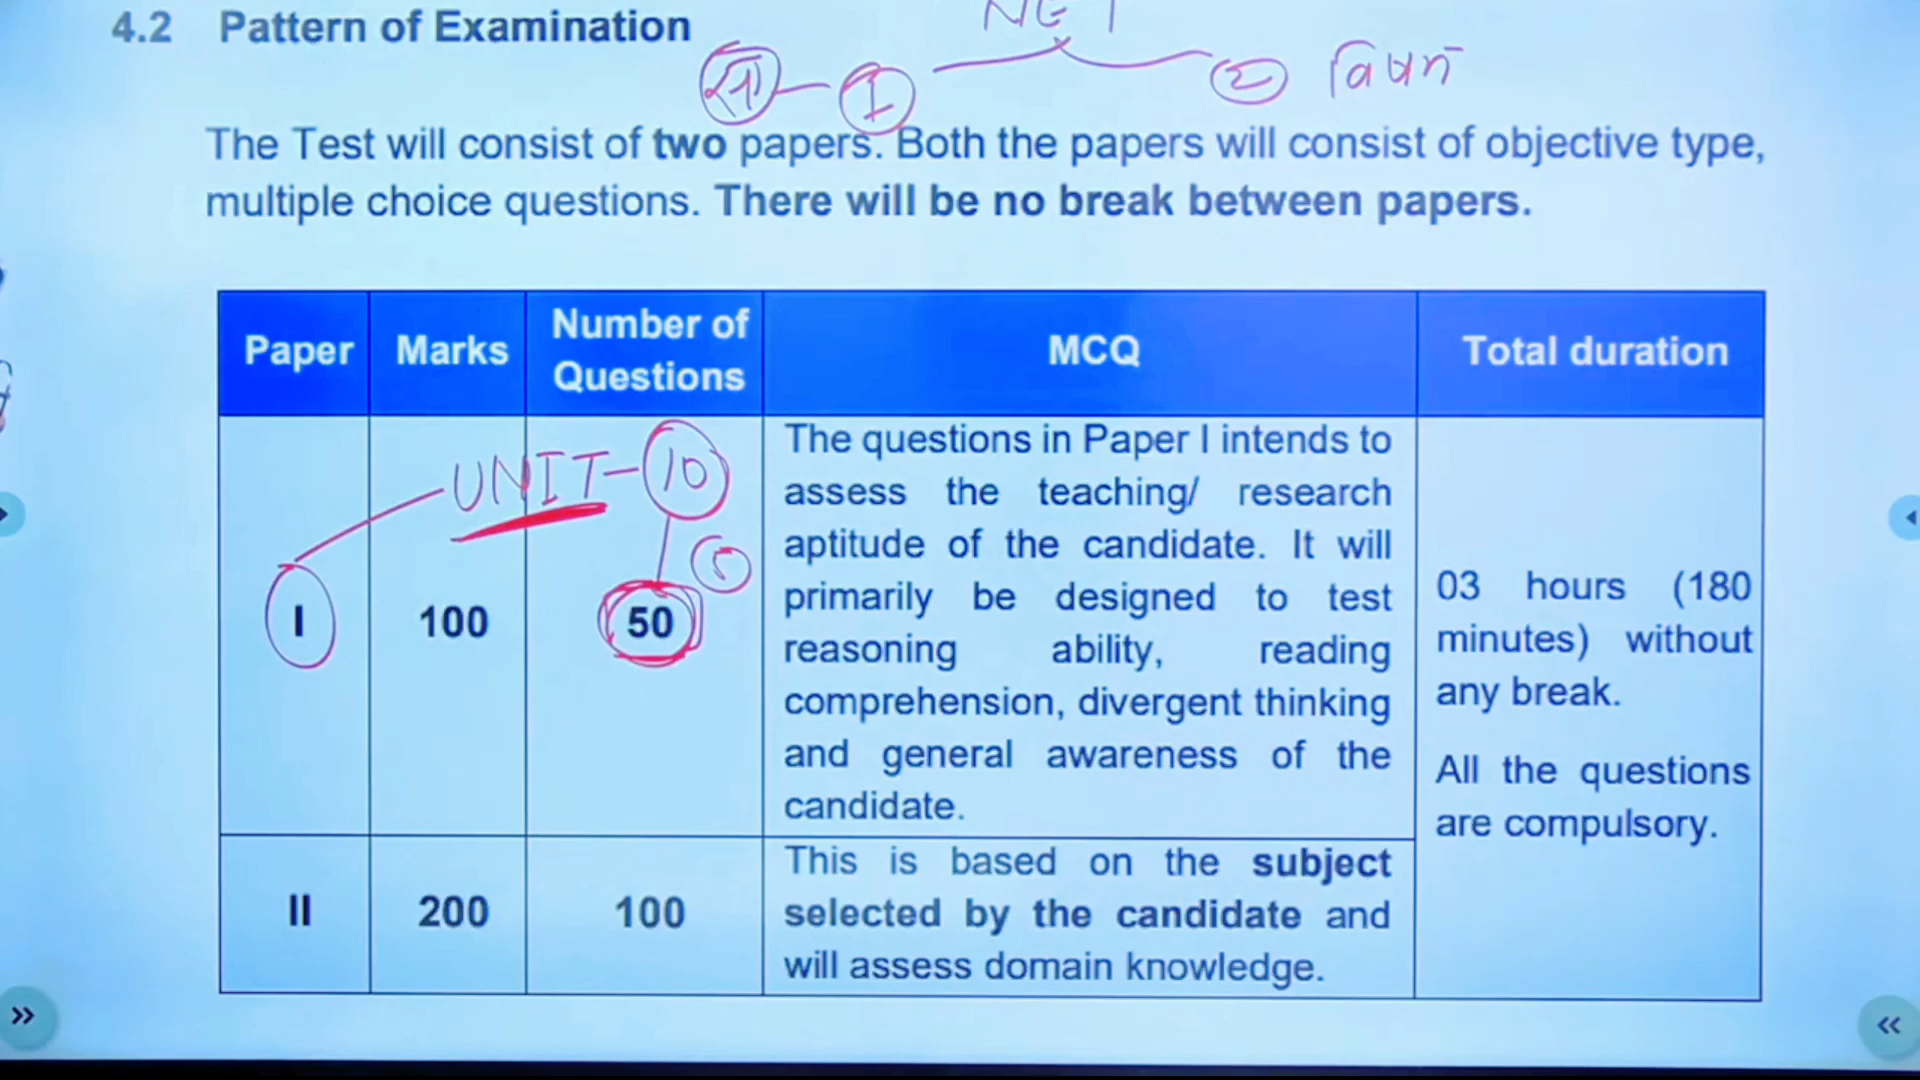 4.2 Pattern of Examination
NET
I
2
The Test will consist of two papers. Both the papers will consist of objective type,
multiple choice questions. There will be no break between papers.
Paper Marks Number of Questions MCQ Total duration
UNIT-10
5
I 100 50
The questions in Paper I intends to
assess the teaching/ research
aptitude of the candidate. It will
primarily be designed to test
reasoning ability, reading
comprehension, divergent thinking
and general awareness of the
candidate.
03 hours (180
minutes) without
any break.
All the questions
are compulsory.
II 200 100
This is based on the subject
selected by the candidate and
will assess domain knowledge.